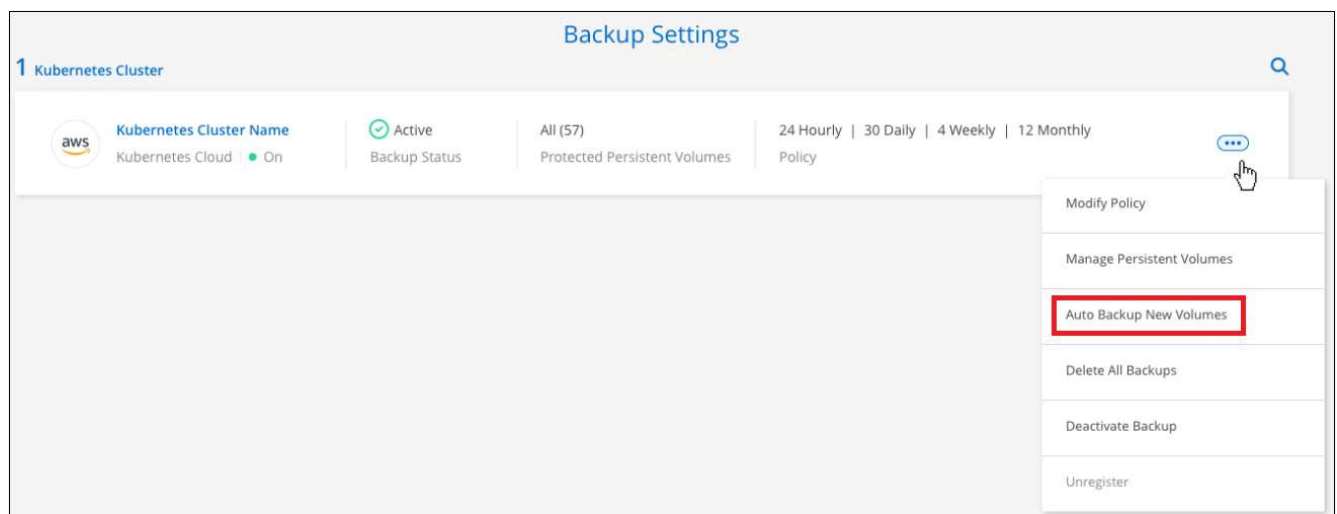 Backup Settings
1 Kubernetes Cluster
aws
Kubernetes Cluster Name
Kubernetes Cloud
On
Active
Backup Status
All (57)
Protected Persistent Volumes
24 Hourly | 30 Daily | 4 Weekly | 12 Monthly
Policy
Modify Policy
Manage Persistent Volumes
Auto Backup New Volumes
Delete All Backups
Deactivate Backup
Unregister